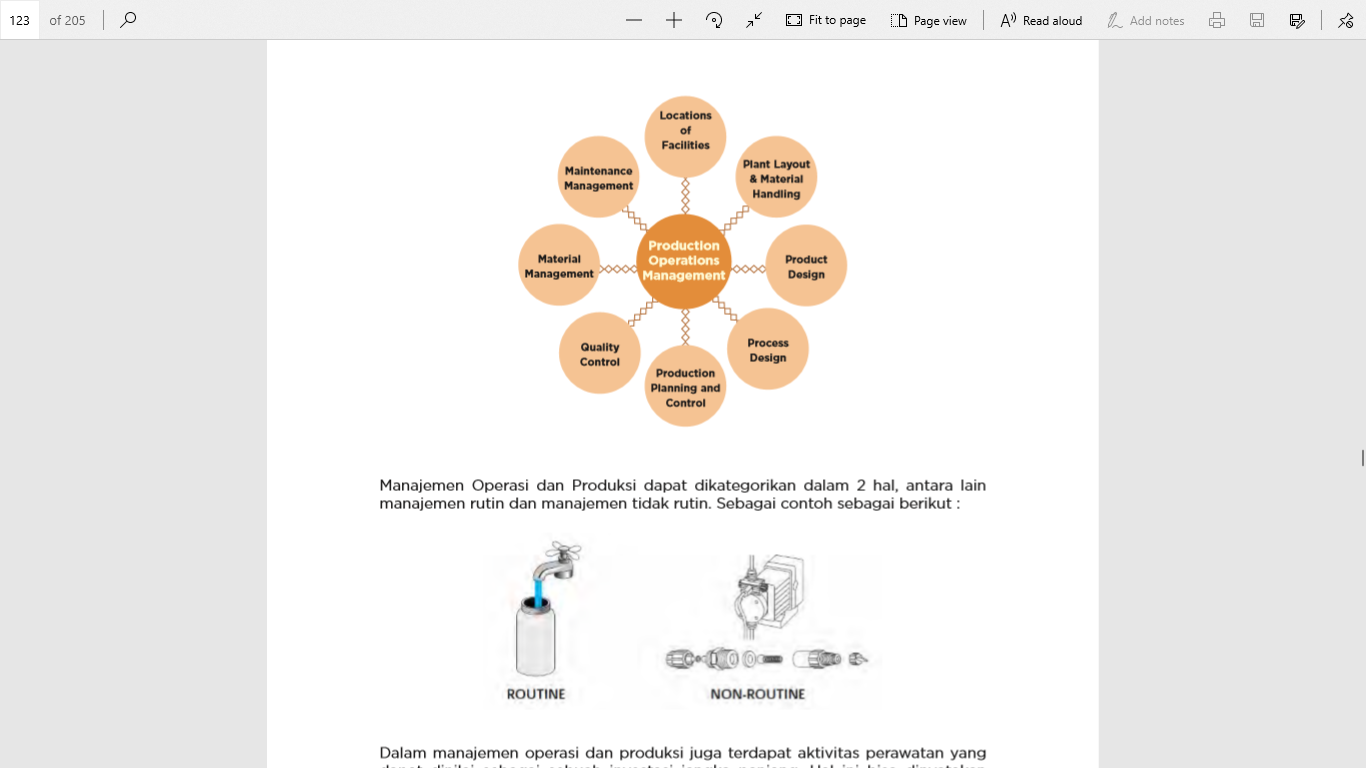 123 of 205 Fit to page Page view Read aloud Add notes
Locations
of
Facilities
Plant Layout
& Material
Handling
Product
Design
Process
Design
Production
Planning and
Control
Quality
Control
Material
Management
Maintenance
Management
Production
Operations
Management
Manajemen Operasi dan Produksi dapat dikategorikan dalam 2 hal, antara lain
manajemen rutin dan manajemen tidak rutin. Sebagai contoh sebagai berikut :
ROUTINE
NON-ROUTINE
Dalam manajemen operasi dan produksi juga terdapat aktivitas perawatan yang